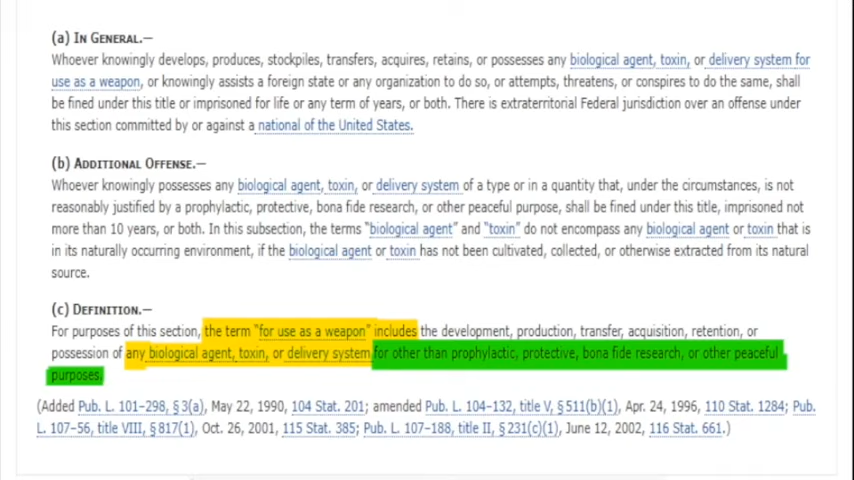 (a) IN GENERAL.—
Whoever knowingly develops, produces, stockpiles, transfers, acquires, retains, or possesses any biological agent, toxin, or delivery system for
use as a weapon, or knowingly assists a foreign state or any organization to do so, or attempts, threatens, or conspires to do the same, shall
be fined under this title or imprisoned for life or any term of years, or both. There is extraterritorial Federal jurisdiction over an offense under
this section committed by or against a national of the United States.
(b) ADDITIONAL OFFENSE.—
Whoever knowingly possesses any biological agent, toxin, or delivery system of a type or in a quantity that, under the circumstances, is not
reasonably justified by a prophylactic, protective, bona fide research, or other peaceful purpose, shall be fined under this title, imprisoned not
more than 10 years, or both. In this subsection, the terms "biological agent" and "toxin" do not encompass any biological agent or toxin that is
in its naturally occurring environment, if the biological agent or toxin has not been cultivated, collected, or otherwise extracted from its natural
source.
(c) DEFINITION.—
For purposes of this section, the term "for use as a weapon" includes the development, production, transfer, acquisition, retention, or
possession of any biological agent, toxin, or delivery system for other than prophylactic, protective, bona fide research, or other peaceful
purposes.
(Added Pub. L. 101–298, §3(a), May 22, 1990, 104 Stat. 201; amended Pub. L. 104–132, title V, §511(b)(1), Apr. 24, 1996, 110 Stat. 1284; Pub.
L. 107–56, title VIII, §817(1), Oct. 26, 2001, 115 Stat. 385; Pub. L. 107–188, title II, §231(c)(1), June 12, 2002, 116 Stat. 661.)